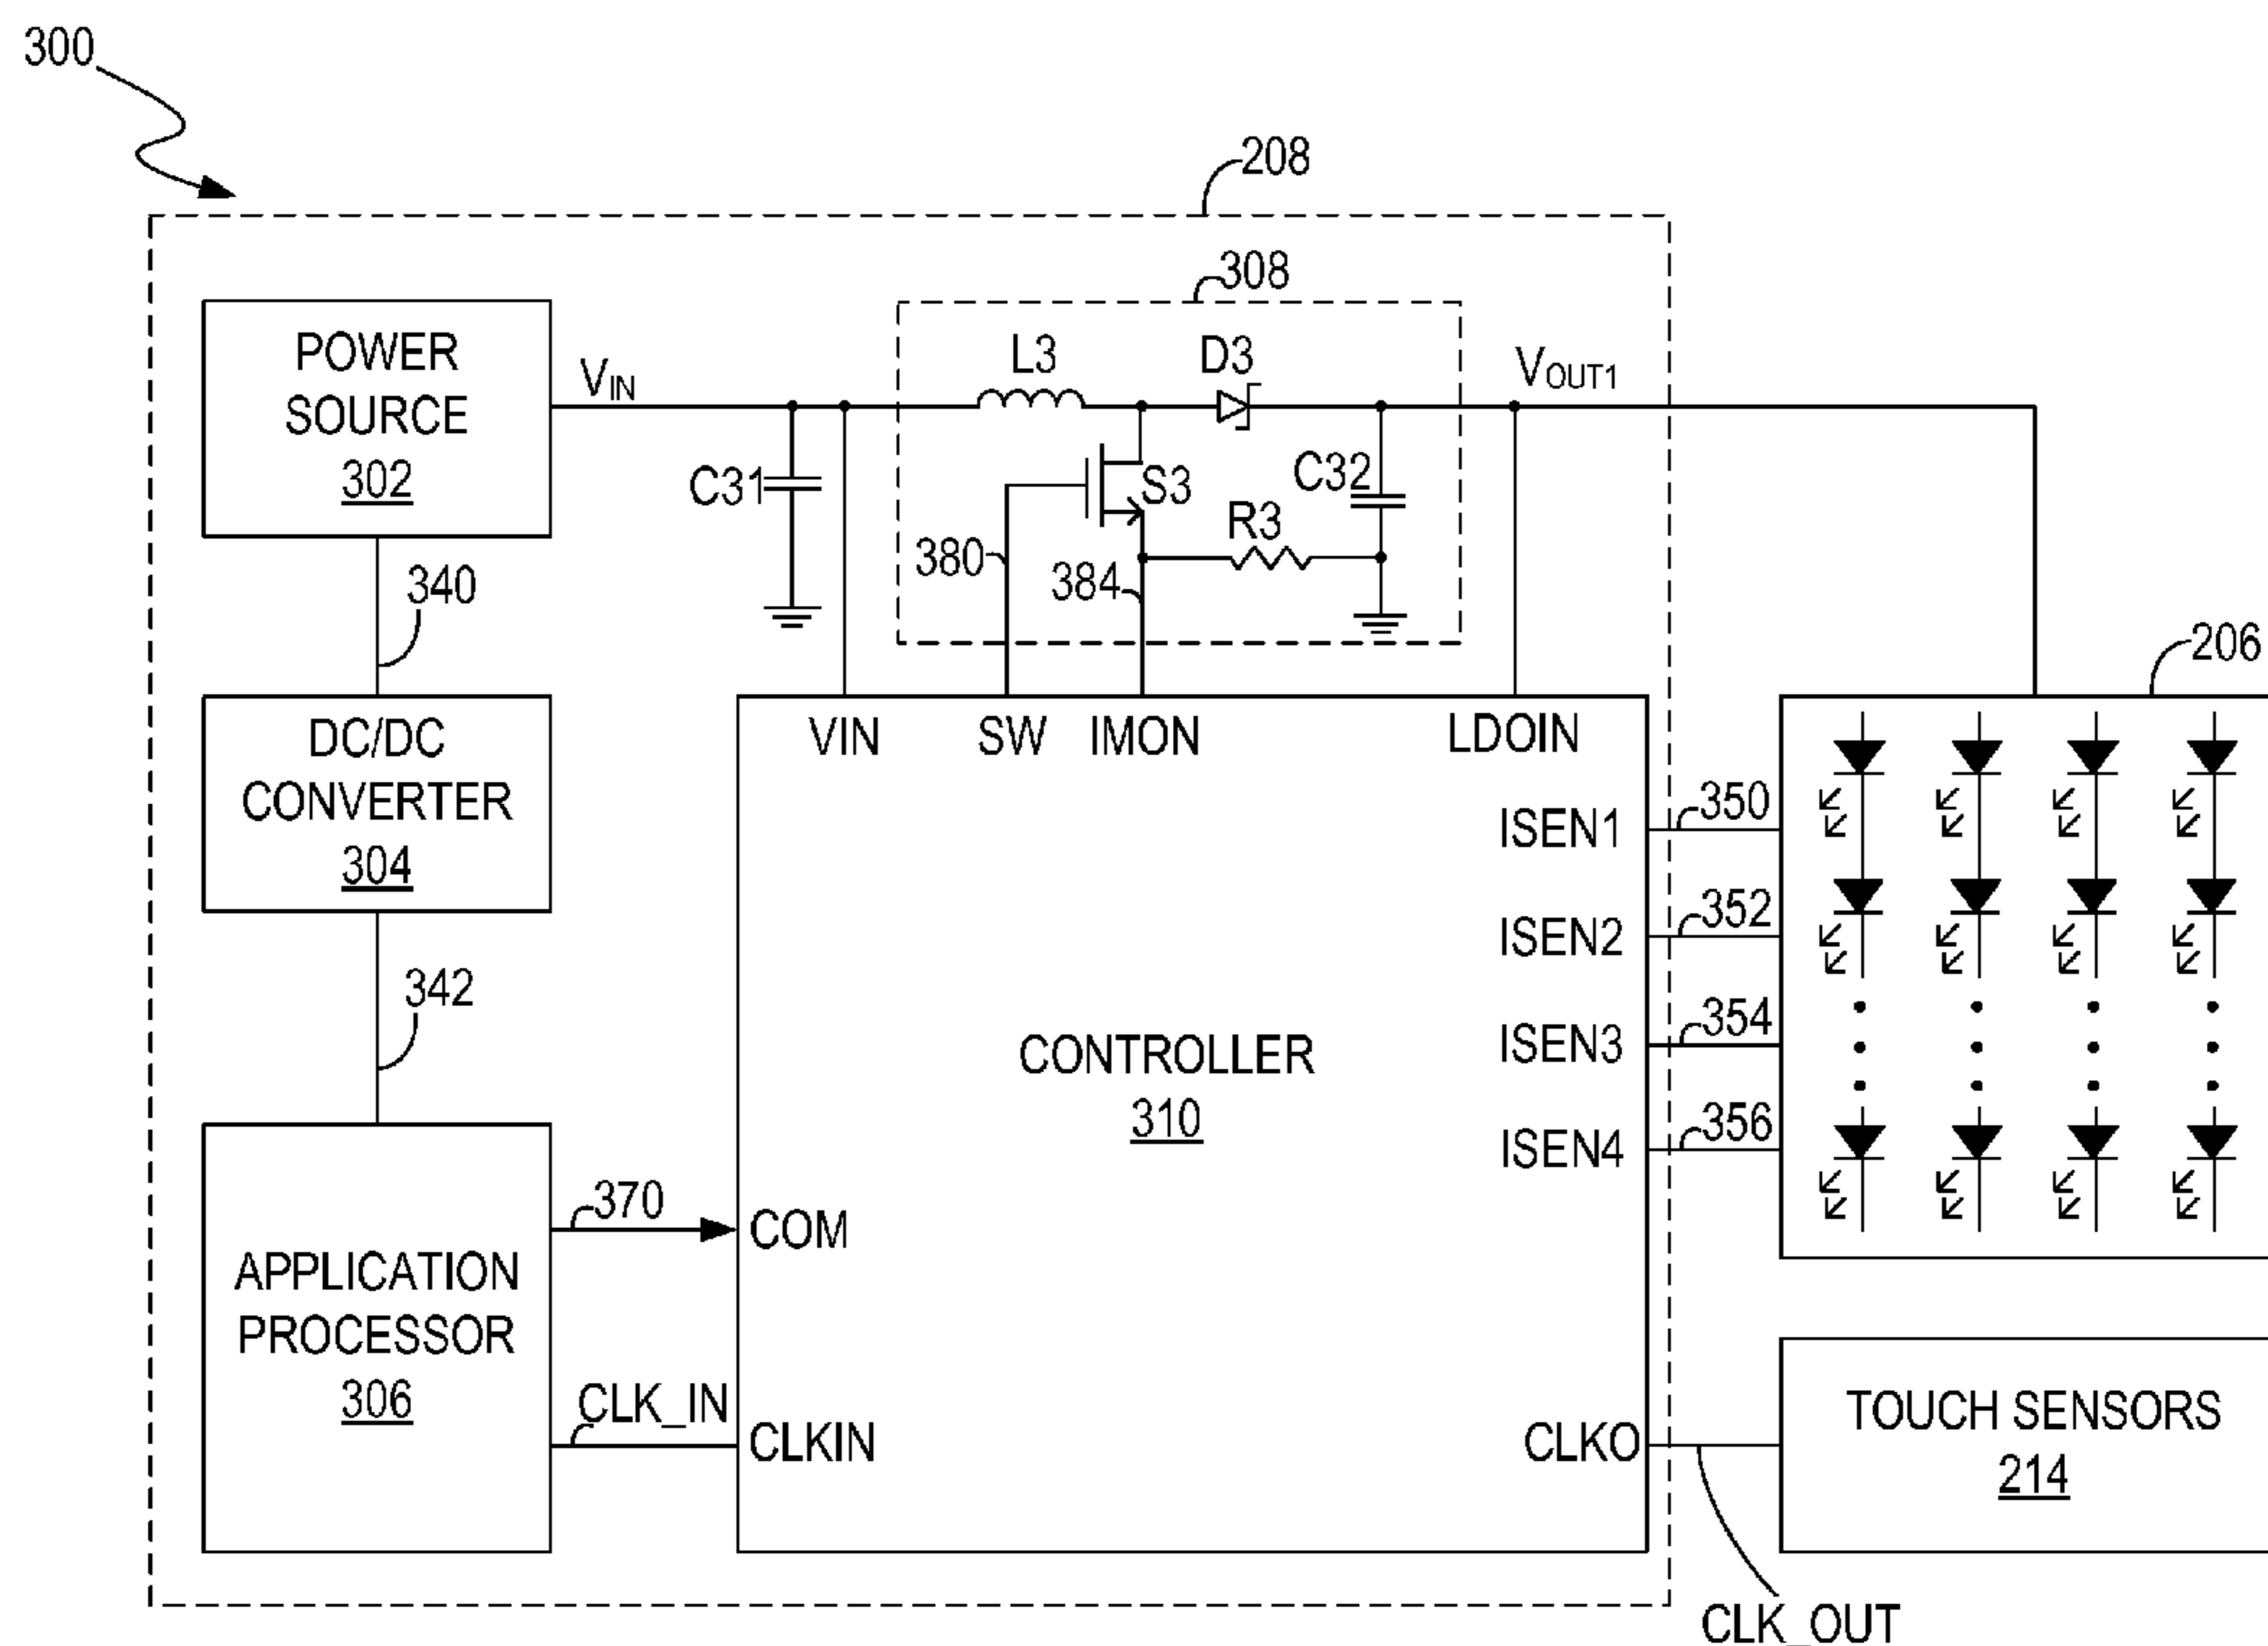 300
208
308
POWER
SOURCE
302
VIN
L3
D3
VOUT1
C31
S3
C32
R3
380
384
340
206
DC/DC
CONVERTER
304
VIN
SW
IMON
LDOIN
ISEN1
350
ISEN2
352
342
ISEN3
354
CONTROLLER
310
ISEN4
356
370
COM
APPLICATION
PROCESSOR
306
CLK_IN
CLKIN
CLKO
TOUCH SENSORS
214
CLK_OUT